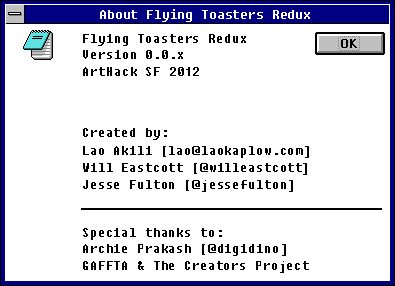 About Flying Toasters Redux
Flying Toasters Redux
OK
Version 0.0.x
ArtHack SF 2012
Created by:
Lao Akili [lao@laokaplow.com]
Will Eastcott [@willeastcott]
Jesse Fulton [@jessefulton]
Special thanks to:
Archie Prakash [@digidino]
GAFFTA & The Creators Project